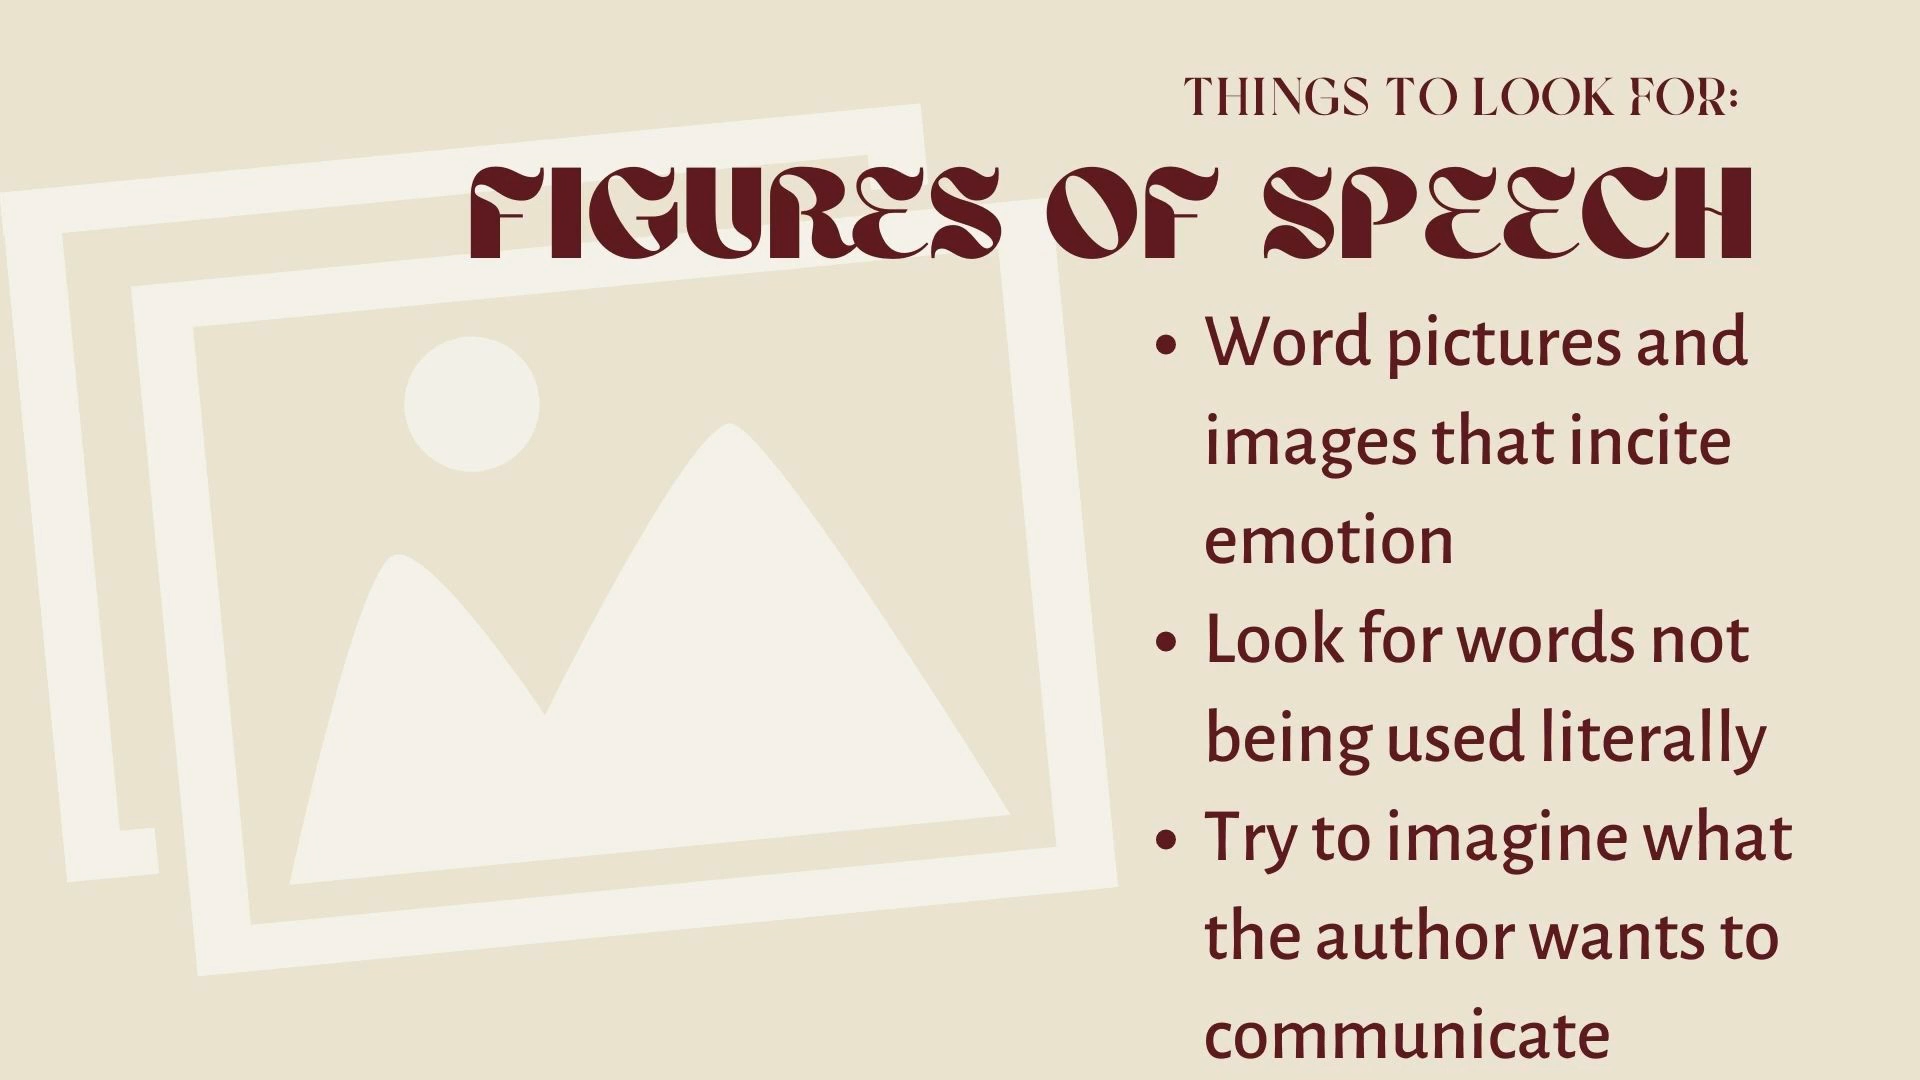 THINGS TO LOOK FOR:
FIGURES OF SPEECH
• Word pictures and
images that incite
emotion
• Look for words not
being used literally
• Try to imagine what
the author wants to
communicate